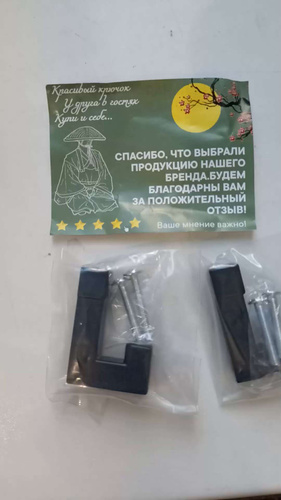 Красивый крючок
У друга в гостях
Купи и себе...
СПАСИБО, ЧТО ВЫБРАЛИ
ПРОДУКЦИЮ НАШЕГО
БРЕНДА.БУДЕМ
БЛАГОДАРНЫ ВАМ
ЗА ПОЛОЖИТЕЛЬНЫЙ
ОТЗЫВ!
Ваше мнение важно!